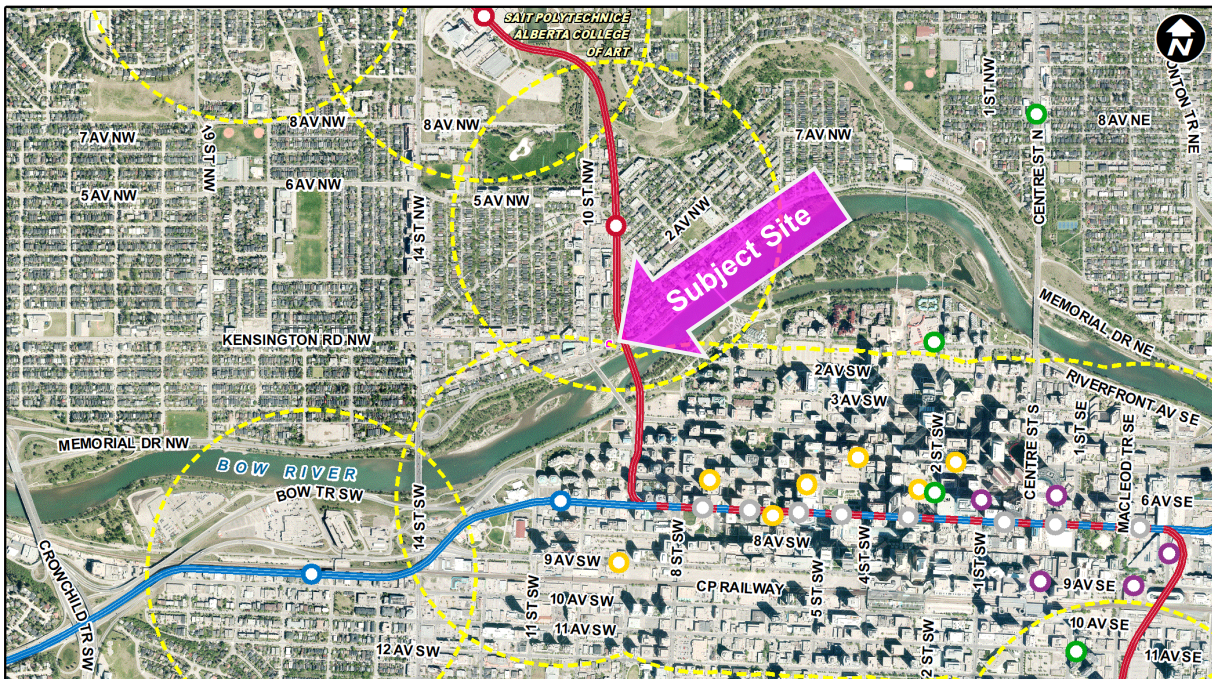 SAIT POLYTECHNICE
ALBERTA COLLEGE
OF ART
N
1 ST NW
CENTRE ST N
8 AV NE
7 AV NW
9A ST NW
8 AV NW
8 AV NW
7 AV NW
5 AV NW
6 AV NW
5 AV NW
14 ST NW
10 ST NW
2 AV NW
Subject Site
KENSINGTON RD NW
MEMORIAL DR NE
2 AV SW
RIVERFRONT AV SE
3 AV SW
MEMORIAL DR NW
BOW RIVER
BOW TR SW
14 ST SW
2 ST SW
CENTRE ST S
1 ST SE
MACLEOD TR SE
6 AV SE
CROWCHILD TR SW
9 AV SW
8 ST SW
8 AV SW
5 ST SW
4 ST SW
1 ST SW
9 AV SE
CP RAILWAY
10 AV SW
11 ST SW
11 AV SW
12 AV SW
2 ST SW
10 AV SE
11 AV SE